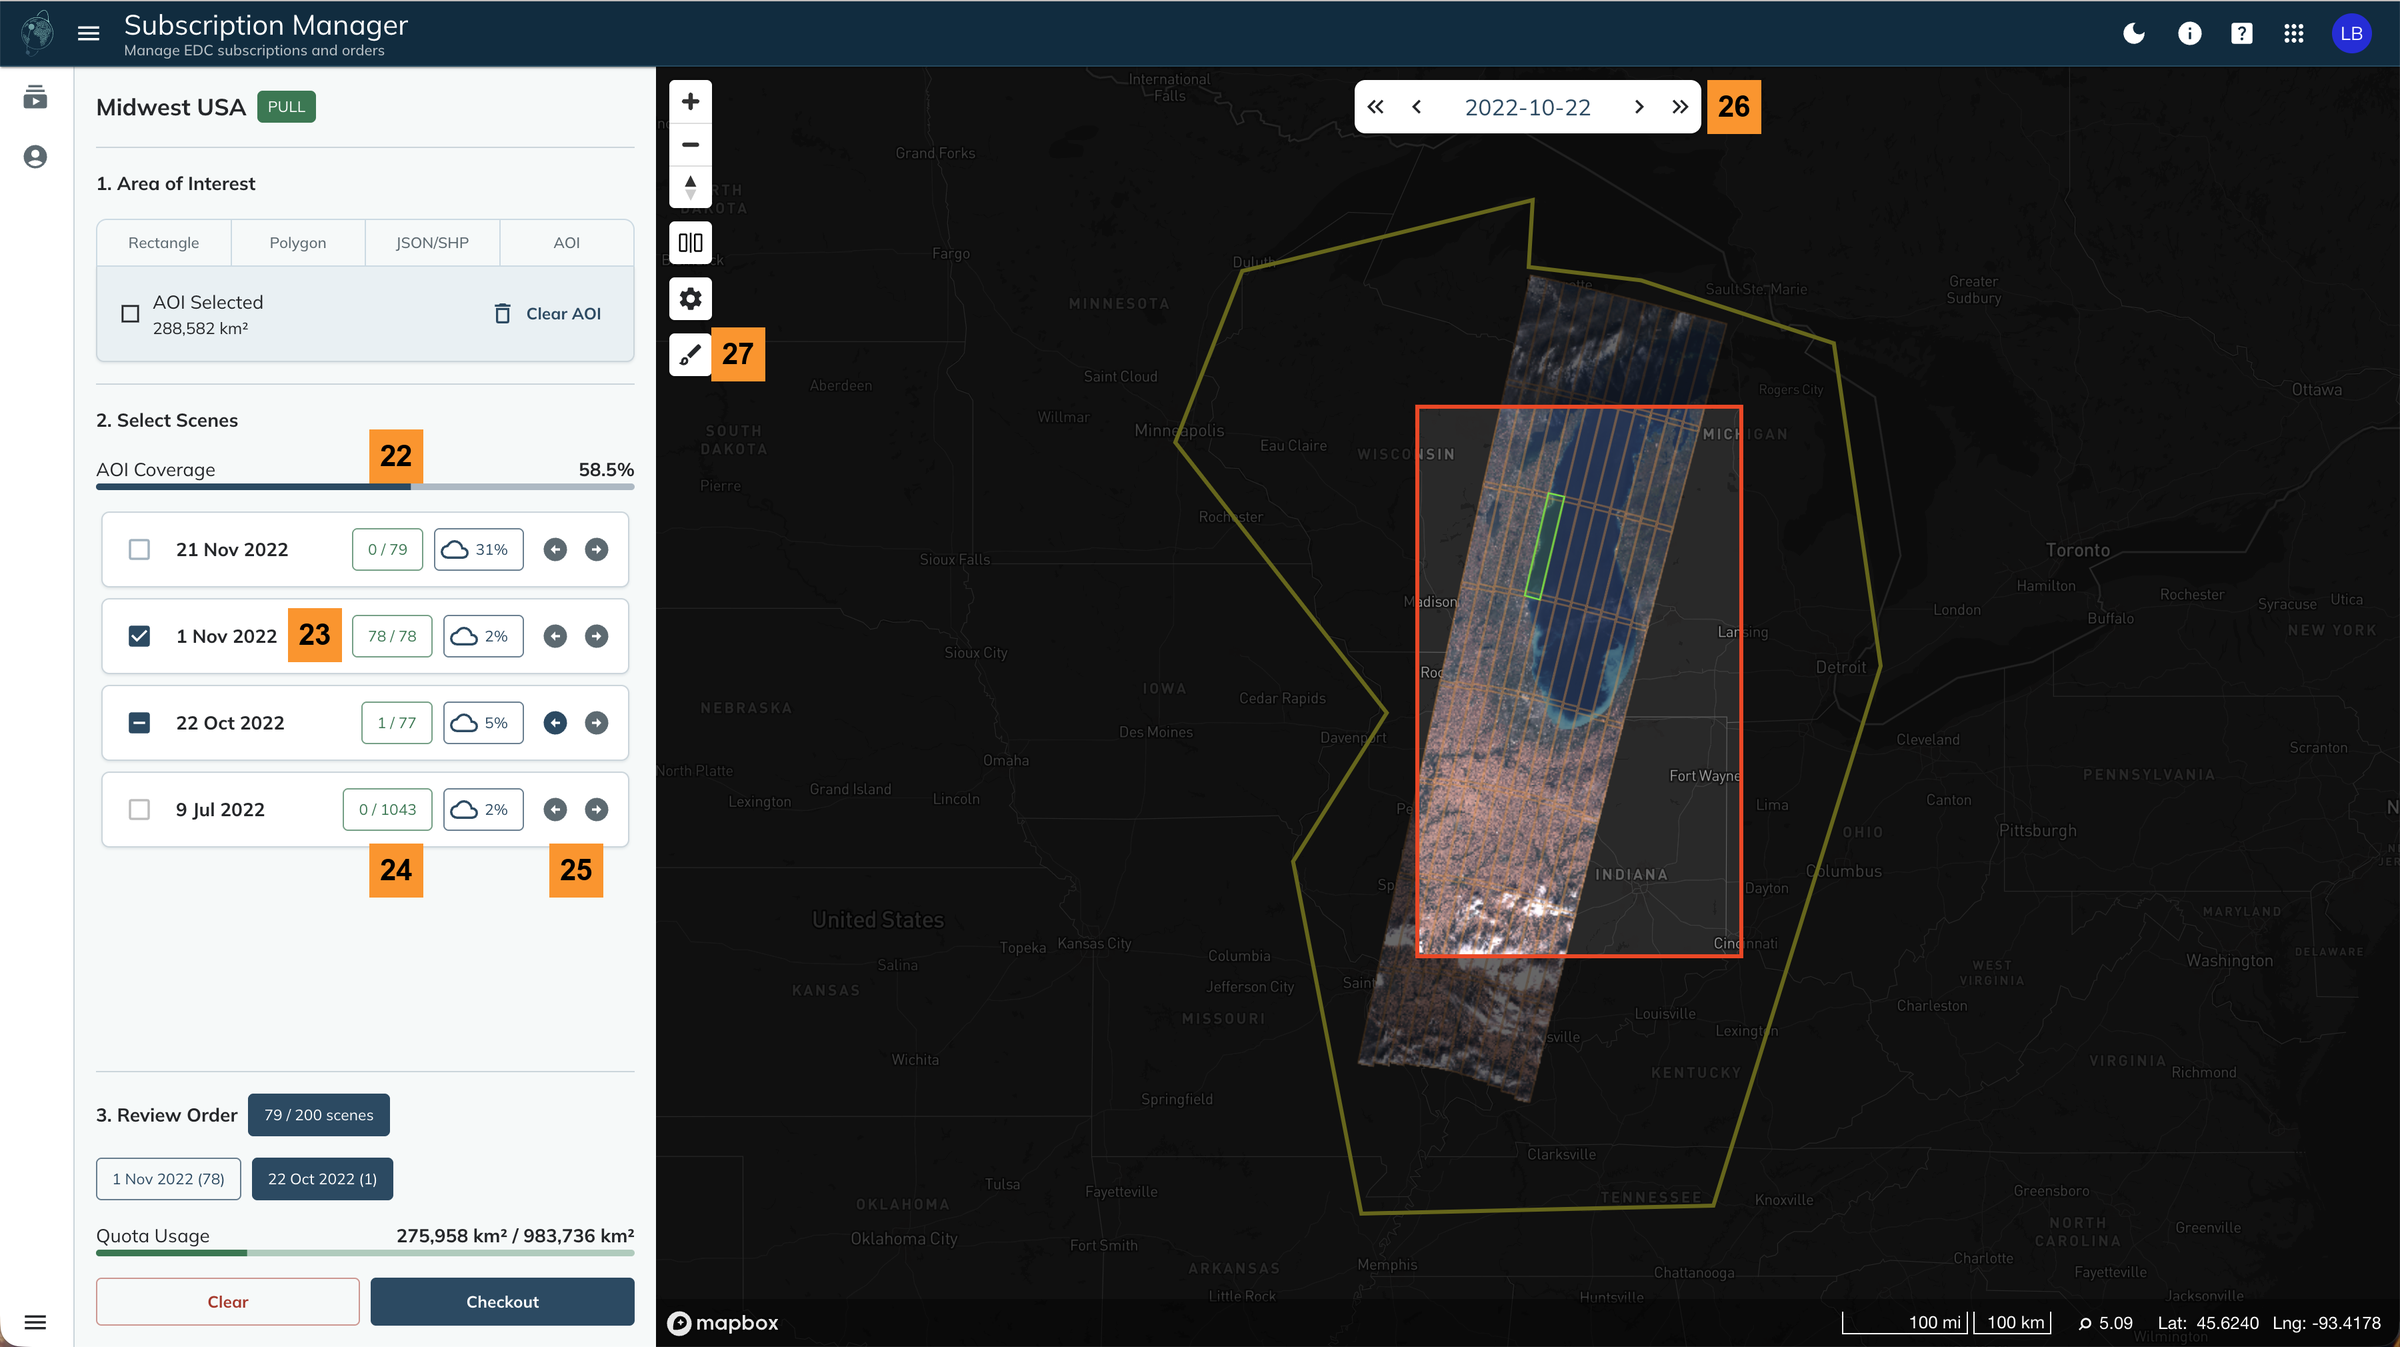 Subscription Manager
Manage EDC subscriptions and orders
LB
Midwest USA PULL
1. Area of Interest
Rectangle Polygon JSON/SHP AOI
AOI Selected
288,582 km²
Clear AOI
2. Select Scenes
22
AOI Coverage 58.5%
21 Nov 2022 0 / 79 31%
1 Nov 2022 23 78 / 78 2%
22 Oct 2022 1 / 77 5%
9 Jul 2022 0 / 1043 2%
24 25
3. Review Order 79 / 200 scenes
1 Nov 2022 (78) 22 Oct 2022 (1)
Quota Usage 275,958 km² / 983,736 km²
Clear Checkout
2022-10-22 26
27
International
Falls
Grand Forks
DAKOTA
Fargo
Duluth
MINNESOTA
Sault Ste. Marie
Greater
Sudbury
Aberdeen
Saint Cloud
Rogers City
Ottawa
Willmar
Minneapolis
SOUTH
DAKOTA
Eau Claire
WISCONSIN
MICHIGAN
Pierre
Rochester
Sioux Falls
Toronto
Hamilton
Rochester
Syracuse
Utica
Madison
London
Buffalo
NEW YORK
Lansing
Sioux City
Detroit
IOWA
Cedar Rapids
NEBRASKA
Des Moines
Davenport
Cleveland
Scranton
North Platte
Omaha
Fort Wayne
PENNSYLVANIA
Lexington
Grand Island
Lincoln
Lima
Canton
OHIO
Pittsburgh
INDIANA
Columbus
Dayton
United States
MARYLAND
Topeka
Kansas City
Cincinnati
Columbia
DELAWARE
Salina
Washington
WEST
VIRGINIA
KANSAS
Jefferson City
Saint
MISSOURI
Charleston
Louisville
Lexington
Wichita
KENTUCKY
VIRGINIA
Richmond
Springfield
Clarksville
Tulsa
Fayetteville
TENNESSEE
Knoxville
Greensboro
OKLAHOMA
NORTH
CAROLINA
Greenville
Oklahoma City
Fort Smith
Memphis
Charlotte
ARKANSAS
Chattanooga
Fayetteville
Little Rock
Huntsville
Jacksonville
Wilmington
mapbox
100 mi 100 km 5.09 Lat: 45.6240 Lng: -93.4178